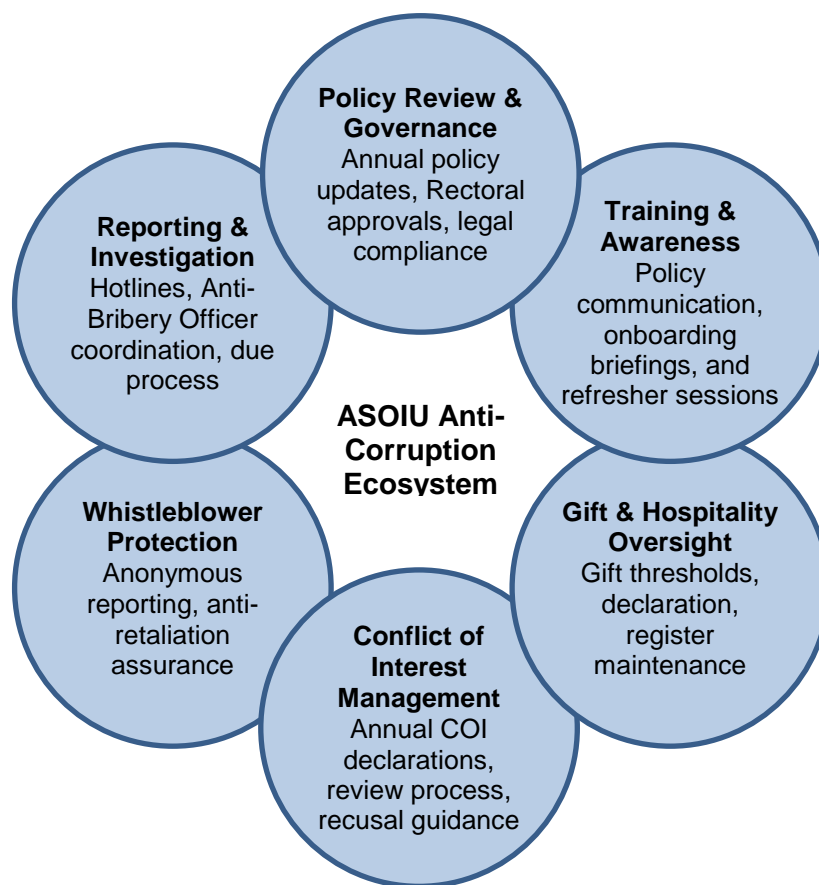 Policy Review &
Governance
Annual policy
updates, Rectoral
approvals, legal
compliance
Training &
Awareness
Policy
communication,
onboarding
briefings, and
refresher sessions
Gift & Hospitality
Oversight
Gift thresholds,
declaration,
register
maintenance
Conflict of
Interest
Management
Annual COI
declarations,
review process,
recusal guidance
Whistleblower
Protection
Anonymous
reporting, anti-
retaliation
assurance
Reporting &
Investigation
Hotlines, Anti-
Bribery Officer
coordination, due
process
ASOIU Anti-
Corruption
Ecosystem